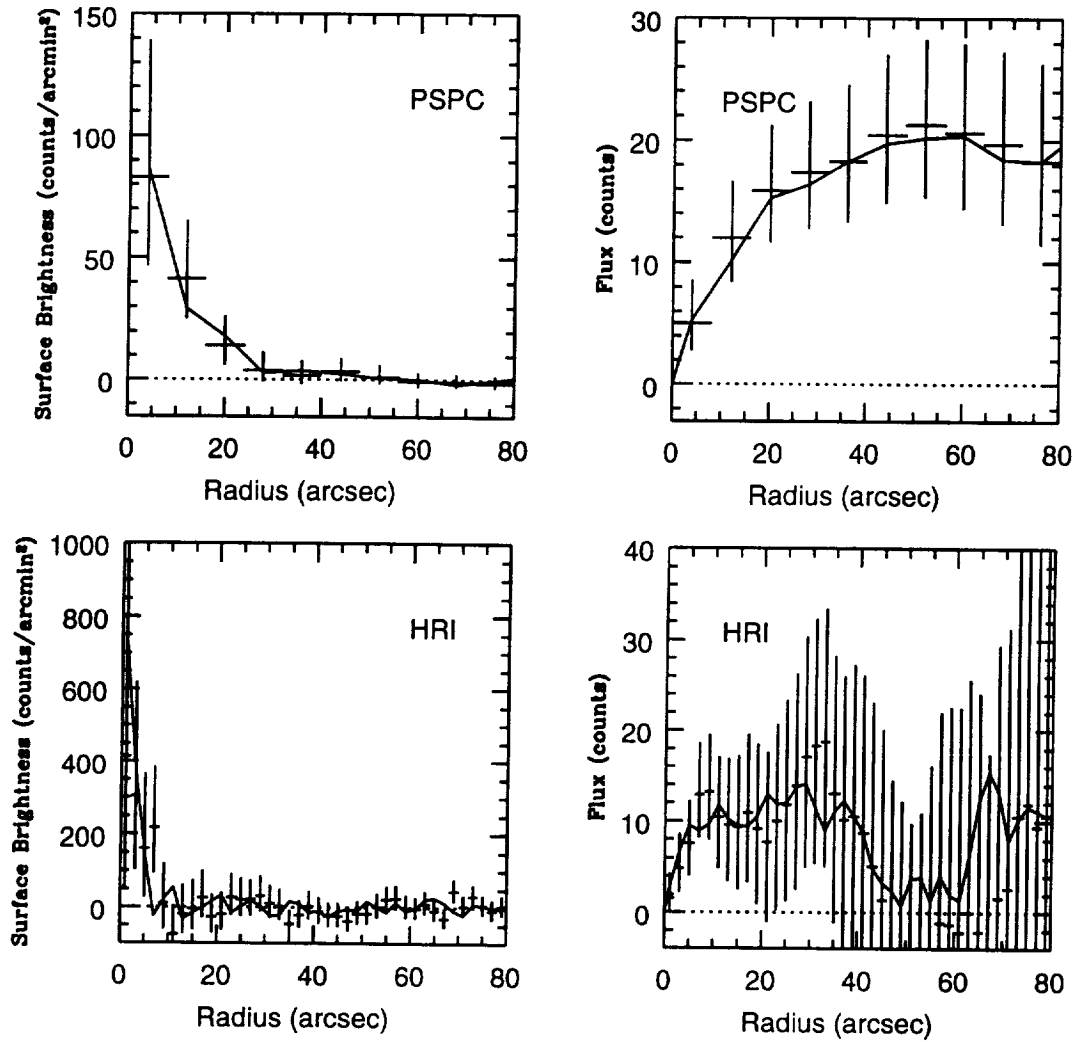 150
100
50
0
Surface Brightness (counts/arcmin²)
PSPC
0 20 40 60 80
Radius (arcsec)
30
20
10
0
Flux (counts)
PSPC
0 20 40 60 80
Radius (arcsec)
1000
800
600
400
200
0
Surface Brightness (counts/arcmin²)
HRI
0 20 40 60 80
Radius (arcsec)
40
30
20
10
0
Flux (counts)
HRI
0 20 40 60 80
Radius (arcsec)